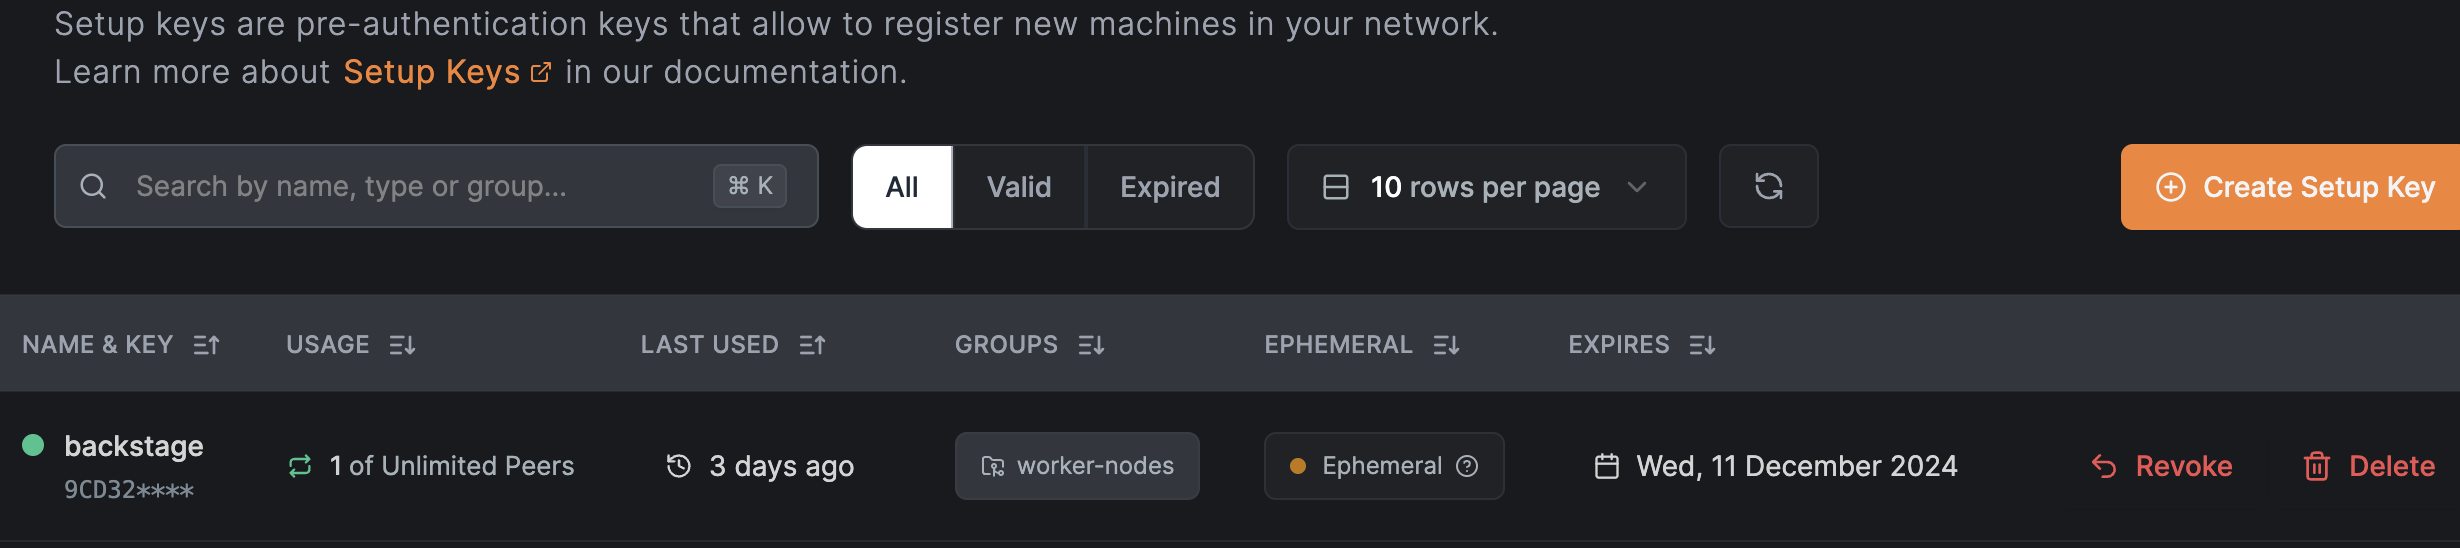 Setup keys are pre-authentication keys that allow to register new machines in your network.
Learn more about Setup Keys in our documentation.
Search by name, type or group... ⌘ K All Valid Expired 10 rows per page Create Setup Key
NAME & KEY USAGE LAST USED GROUPS EPHEMERAL EXPIRES
backstage
1 of Unlimited Peers 3 days ago worker-nodes Ephemeral Wed, 11 December 2024 Revoke Delete
9CD32****